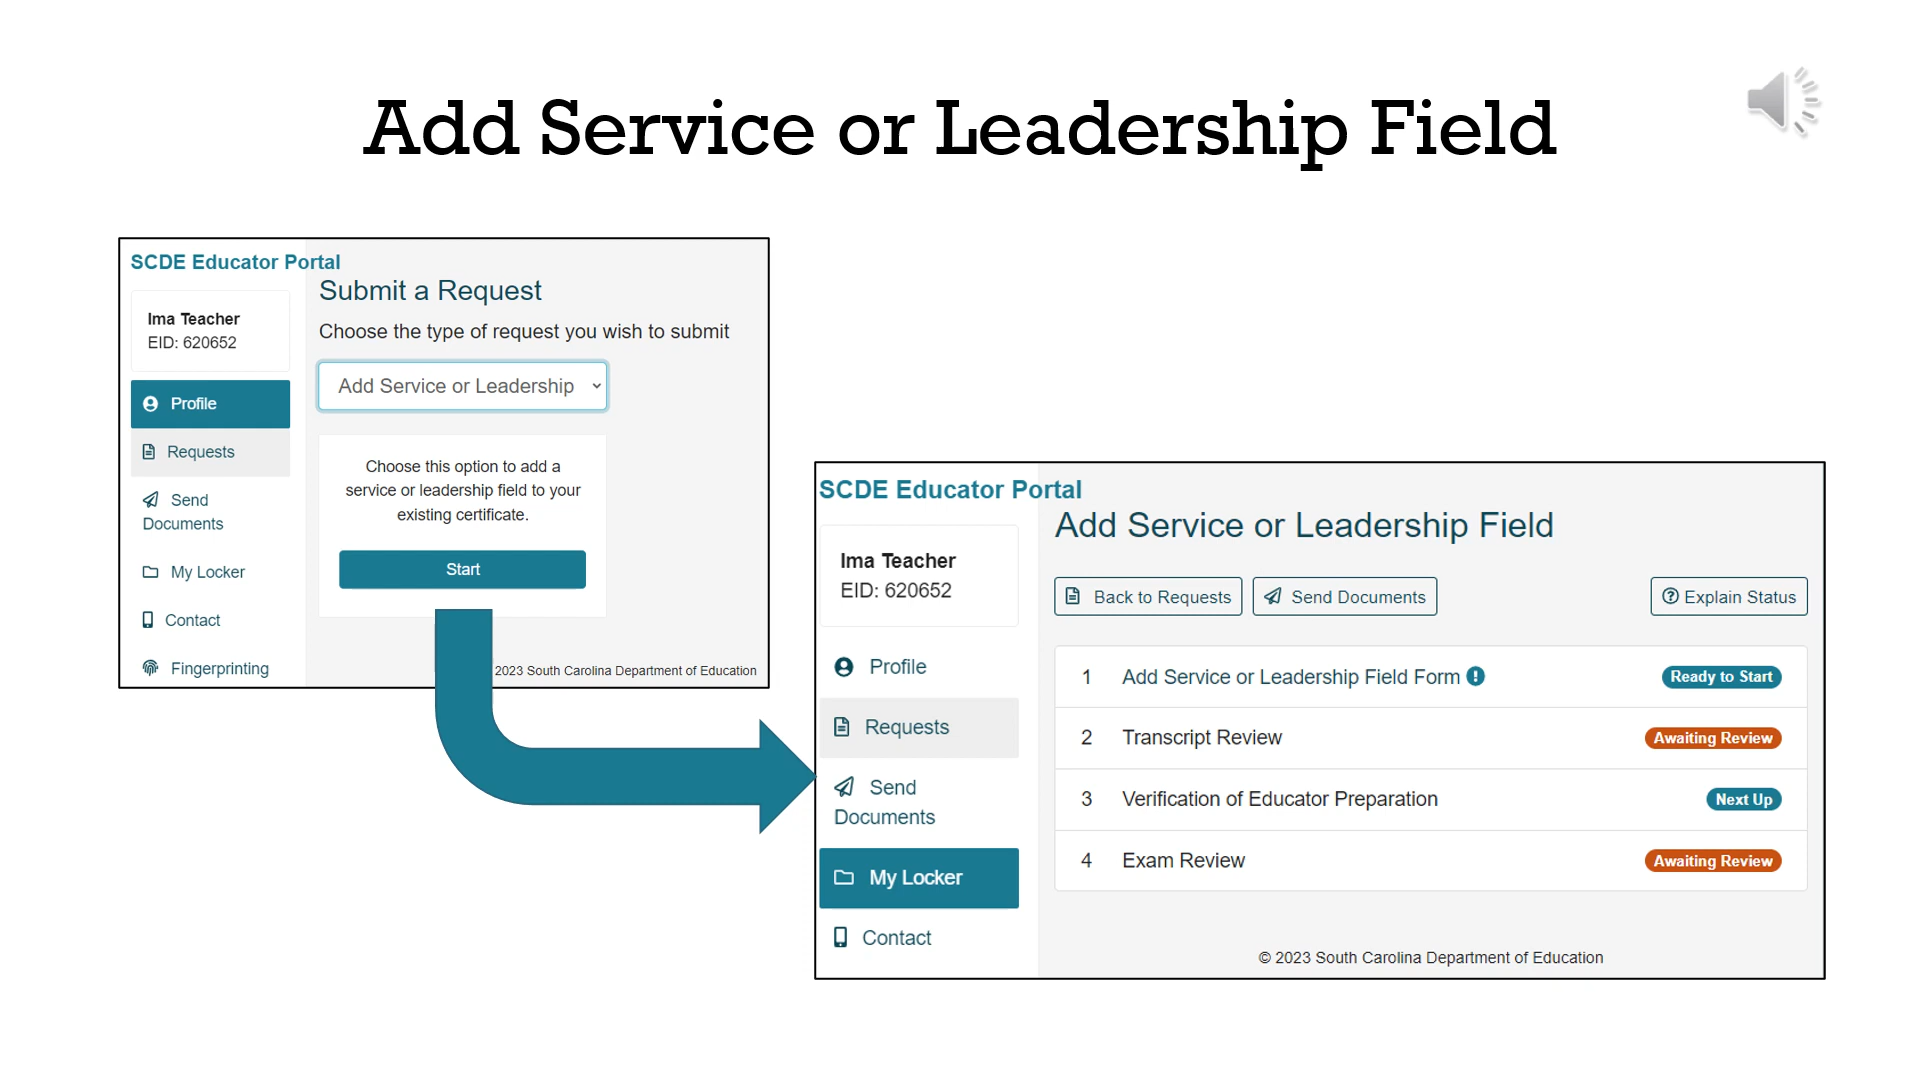 Add Service or Leadership Field
SCDE Educator Portal
Ima Teacher
EID: 620652
Profile
Requests
Send
Documents
My Locker
Contact
Fingerprinting
Submit a Request
Choose the type of request you wish to submit
Add Service or Leadership
Choose this option to add a
service or leadership field to your
existing certificate.
Start
2023 South Carolina Department of Education
SCDE Educator Portal
Ima Teacher
EID: 620652
Profile
Requests
Send
Documents
My Locker
Contact
Add Service or Leadership Field
Back to Requests
Send Documents
Explain Status
1 Add Service or Leadership Field Form Ready to Start
2 Transcript Review Awaiting Review
3 Verification of Educator Preparation Next Up
4 Exam Review Awaiting Review
© 2023 South Carolina Department of Education